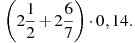 (2 1/2 + 2 6/7) · 0,14.